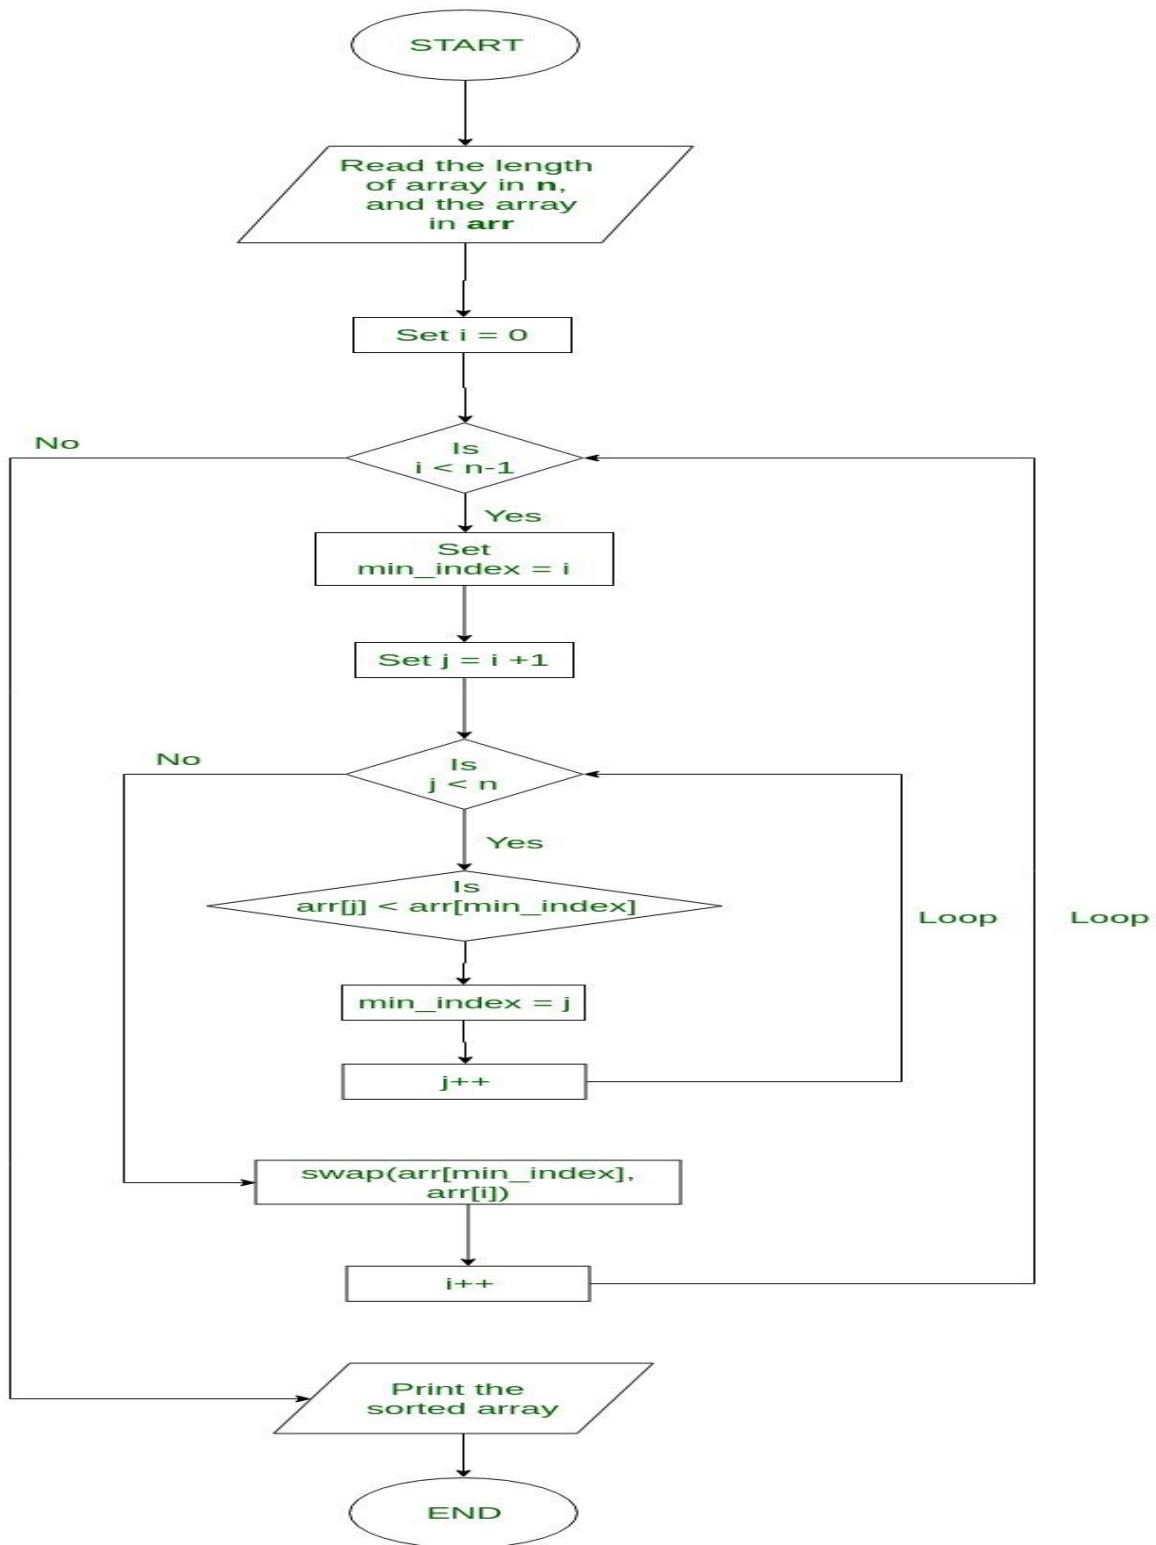 START
Read the length
of array in n,
and the array
in arr
Set i = 0
No
Is
i < n-1
Yes
Set
min_index = i
Set j = i +1
No
Is
j < n
Yes
Is
arr[j] < arr[min_index]
Loop
Loop
min_index = j
j++
swap(arr[min_index],
arr[i])
i++
Print the
sorted array
END